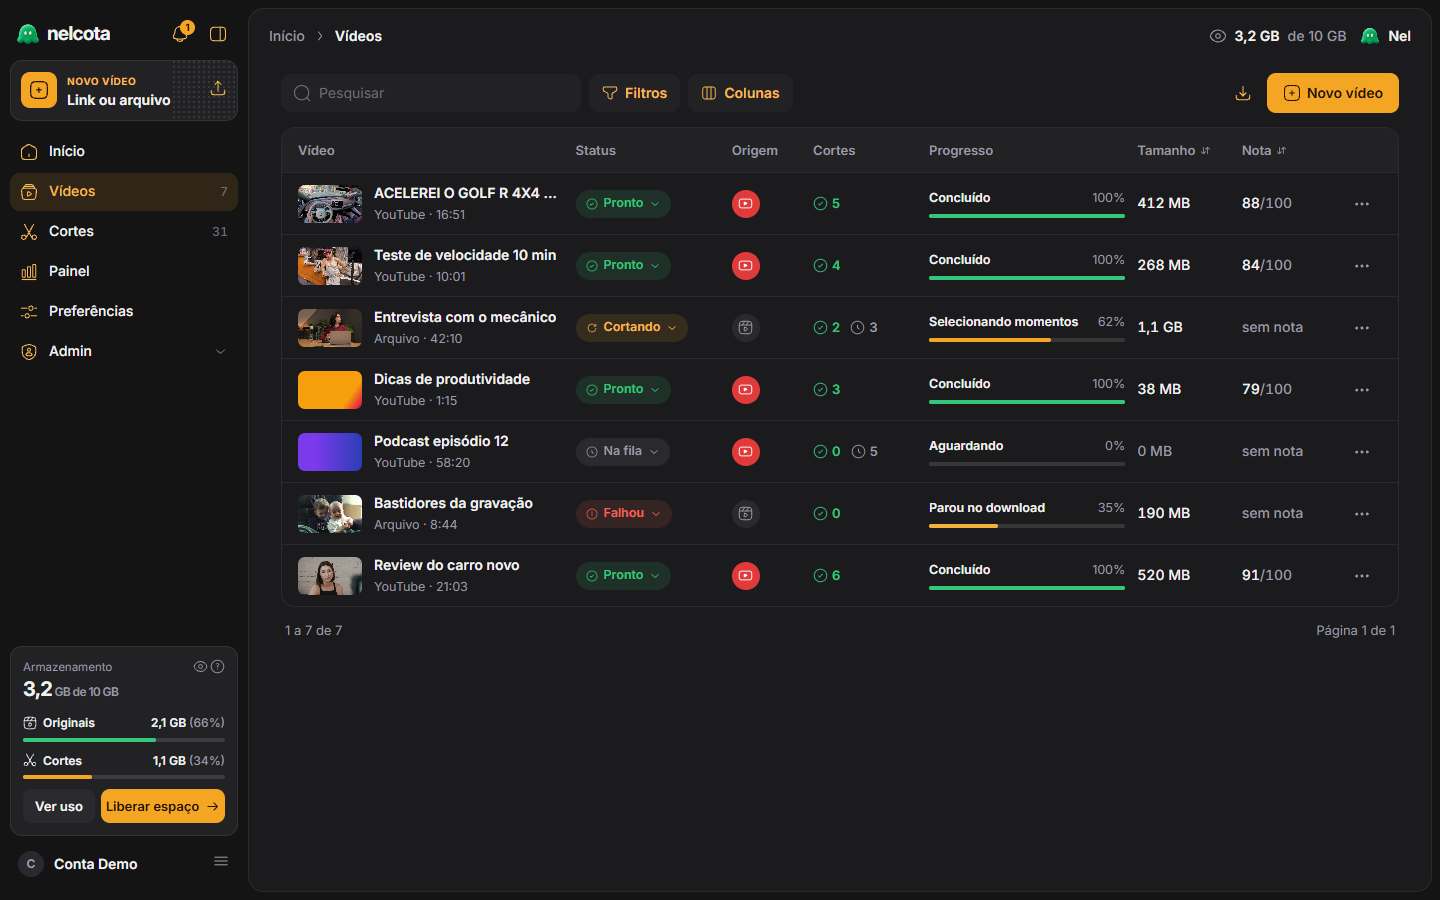 nelcota
1
NOVO VÍDEO
Link ou arquivo
Início
Vídeos
7
Cortes
31
Painel
Preferências
Admin
Armazenamento
3,2 GB de 10 GB
Originais 2,1 GB (66%)
Cortes 1,1 GB (34%)
Ver uso
Liberar espaço
C
Conta Demo
Início
Vídeos
3,2 GB de 10 GB
Nel
Pesquisar
Filtros
Colunas
Novo vídeo
Vídeo Status Origem Cortes Progresso Tamanho Nota
ACELEREI O GOLF R 4X4 ...
YouTube · 16:51
Pronto
5
Concluído 100%
412 MB
88/100
Teste de velocidade 10 min
YouTube · 10:01
Pronto
4
Concluído 100%
268 MB
84/100
Entrevista com o mecânico
Arquivo · 42:10
Cortando
2 3
Selecionando momentos 62%
1,1 GB
sem nota
Dicas de produtividade
YouTube · 1:15
Pronto
3
Concluído 100%
38 MB
79/100
Podcast episódio 12
YouTube · 58:20
Na fila
0 5
Aguardando 0%
0 MB
sem nota
Bastidores da gravação
Arquivo · 8:44
Falhou
0
Parou no download 35%
190 MB
sem nota
Review do carro novo
YouTube · 21:03
Pronto
6
Concluído 100%
520 MB
91/100
1 a 7 de 7
Página 1 de 1